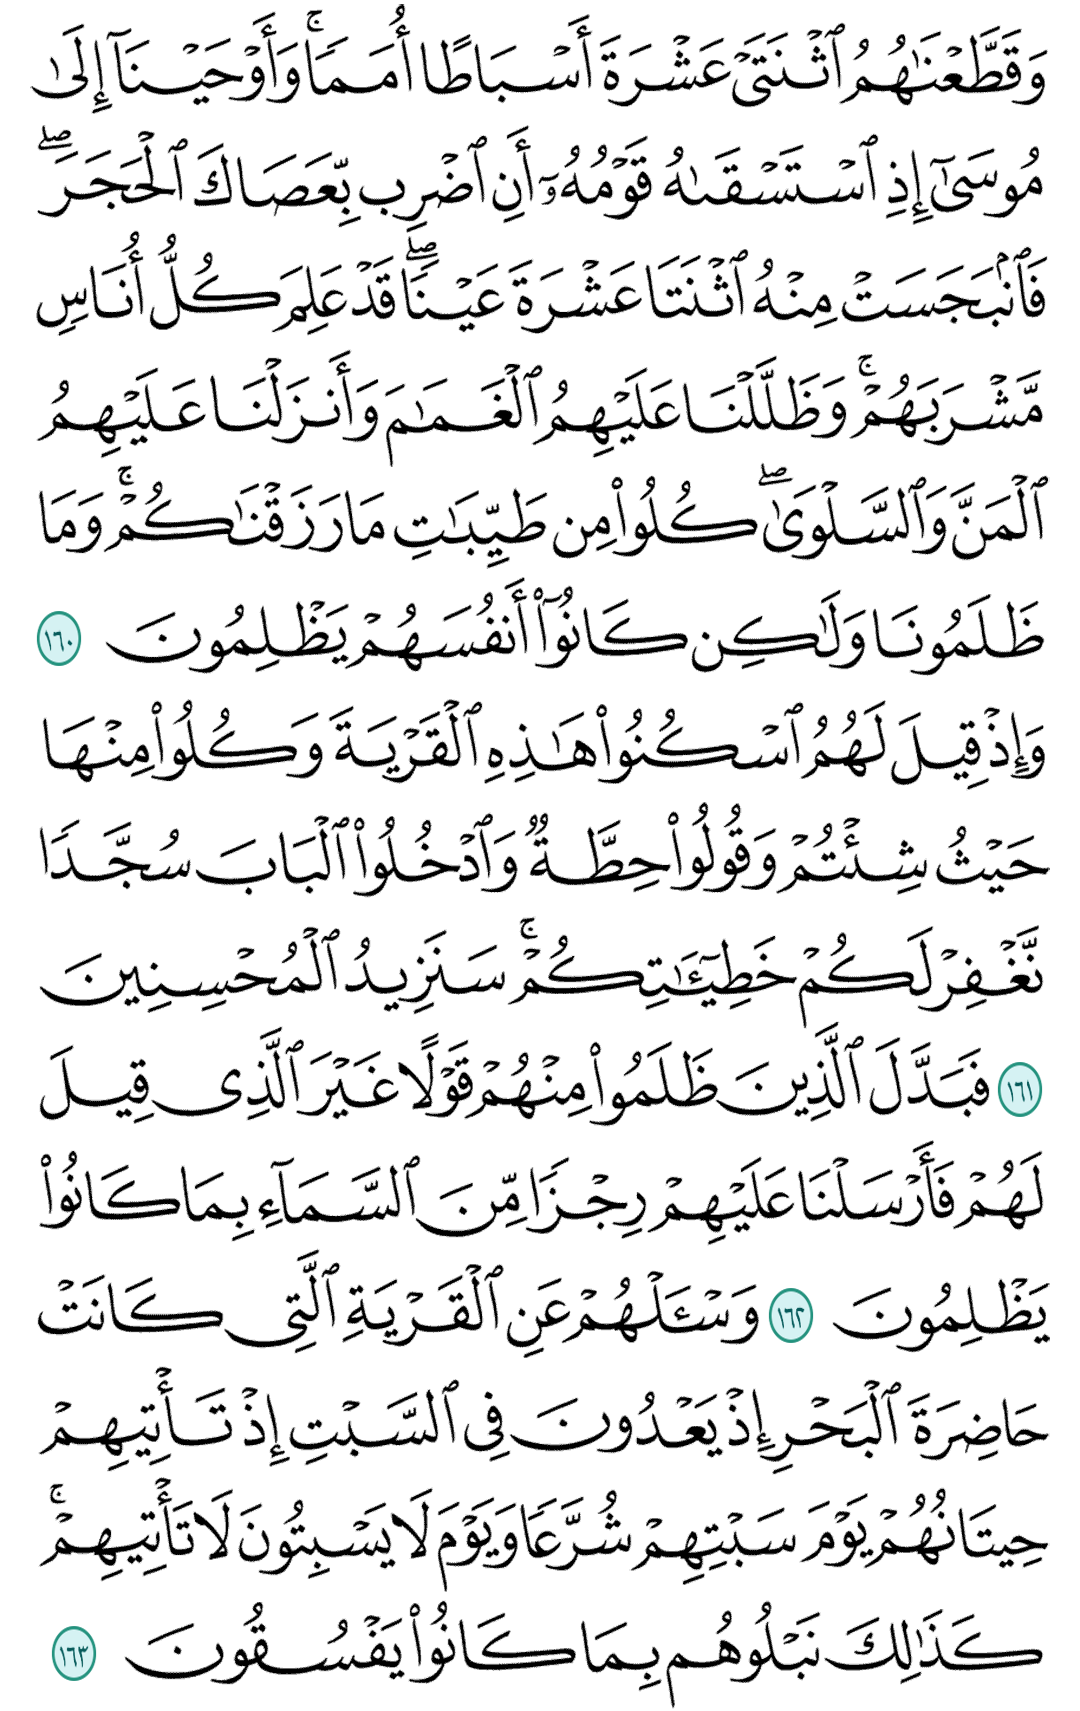 وَقَطَّعۡنَٰهُمُ ٱثۡنَتَيۡ عَشۡرَةَ أَسۡبَاطًا أُمَمٗاۚ وَأَوۡحَيۡنَآ إِلَىٰ
مُوسَىٰٓ إِذِ ٱسۡتَسۡقَىٰهُ قَوۡمُهُۥٓ أَنِ ٱضۡرِب بِّعَصَاكَ ٱلۡحَجَرَۖ
فَٱنۢبَجَسَتۡ مِنۡهُ ٱثۡنَتَا عَشۡرَةَ عَيۡنٗاۖ قَدۡ عَلِمَ كُلُّ أُنَاسٖ
مَّشۡرَبَهُمۡۚ وَظَلَّلۡنَا عَلَيۡهِمُ ٱلۡغَمَٰمَ وَأَنزَلۡنَا عَلَيۡهِمُ
ٱلۡمَنَّ وَٱلسَّلۡوَىٰۖ كُلُواْ مِن طَيِّبَٰتِ مَا رَزَقۡنَٰكُمۡۚ وَمَا
ظَلَمُونَا وَلَٰكِن كَانُوٓاْ أَنفُسَهُمۡ يَظۡلِمُونَ ١٦٠
وَإِذۡ قِيلَ لَهُمُ ٱسۡكُنُواْ هَٰذِهِ ٱلۡقَرۡيَةَ وَكُلُواْ مِنۡهَا
حَيۡثُ شِئۡتُمۡ وَقُولُواْ حِطَّةٞ وَٱدۡخُلُواْ ٱلۡبَابَ سُجَّدٗا
نَّغۡفِرۡ لَكُمۡ خَطِيٓـَٰٔتِكُمۡۚ سَنَزِيدُ ٱلۡمُحۡسِنِينَ
١٦١ فَبَدَّلَ ٱلَّذِينَ ظَلَمُواْ مِنۡهُمۡ قَوۡلًا غَيۡرَ ٱلَّذِي قِيلَ
لَهُمۡ فَأَرۡسَلۡنَا عَلَيۡهِمۡ رِجۡزٗا مِّنَ ٱلسَّمَآءِ بِمَا كَانُواْ
يَظۡلِمُونَ ١٦٢ وَسۡـَٔلۡهُمۡ عَنِ ٱلۡقَرۡيَةِ ٱلَّتِي كَانَتۡ
حَاضِرَةَ ٱلۡبَحۡرِ إِذۡ يَعۡدُونَ فِي ٱلسَّبۡتِ إِذۡ تَأۡتِيهِمۡ
حِيتَانُهُمۡ يَوۡمَ سَبۡتِهِمۡ شُرَّعٗا وَيَوۡمَ لَا يَسۡبِتُونَ لَا تَأۡتِيهِمۡۚ
كَذَٰلِكَ نَبۡلُوهُم بِمَا كَانُواْ يَفۡسُقُونَ ١٦٣